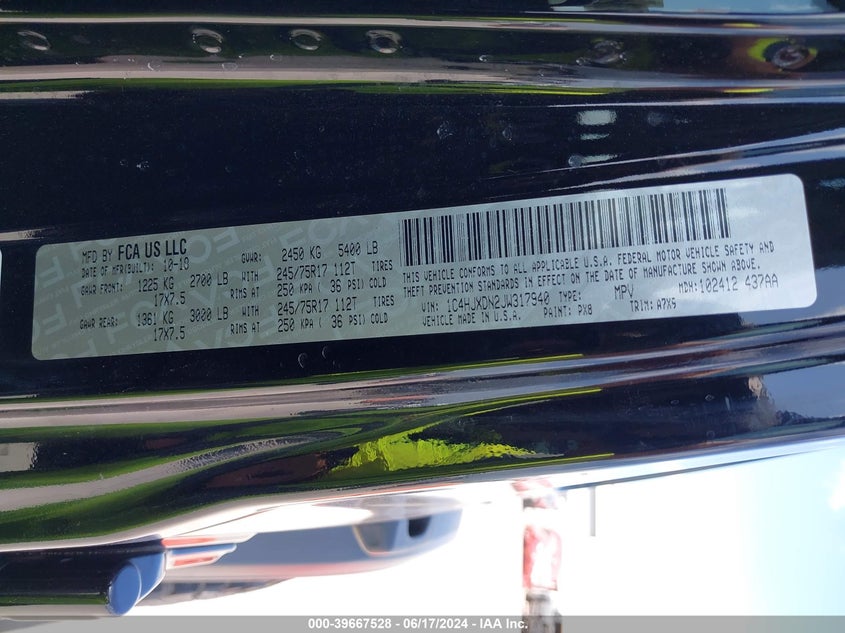 MFD BY FCA US LLC GVWR: 2450 KG 5400 LB
DATE OF MFR(BUILT): 10-18
GAWR FRONT: 1225 KG 2700 LB WITH 245/75R17 112T TIRES
17X7.5 RIMS AT 250 KPA( 36 PSI) COLD
GAWR REAR: 1361 KG 3000 LB WITH 245/75R17 112T TIRES
17X7.5 RIMS AT 250 KPA( 36 PSI) COLD
THIS VEHICLE CONFORMS TO ALL APPLICABLE U.S.A. FEDERAL MOTOR VEHICLE SAFETY AND
THEFT PREVENTION STANDARDS IN EFFECT ON THE DATE OF MANUFACTURE SHOWN ABOVE.
VIN: 1C4HJXDN2JW317940 TYPE: MPV MDH: 102412 437AA
VEHICLE MADE IN U.S.A. PAINT: PX8 TRIM: A7X9
000-39667528 - 06/17/2024 - IAA Inc.